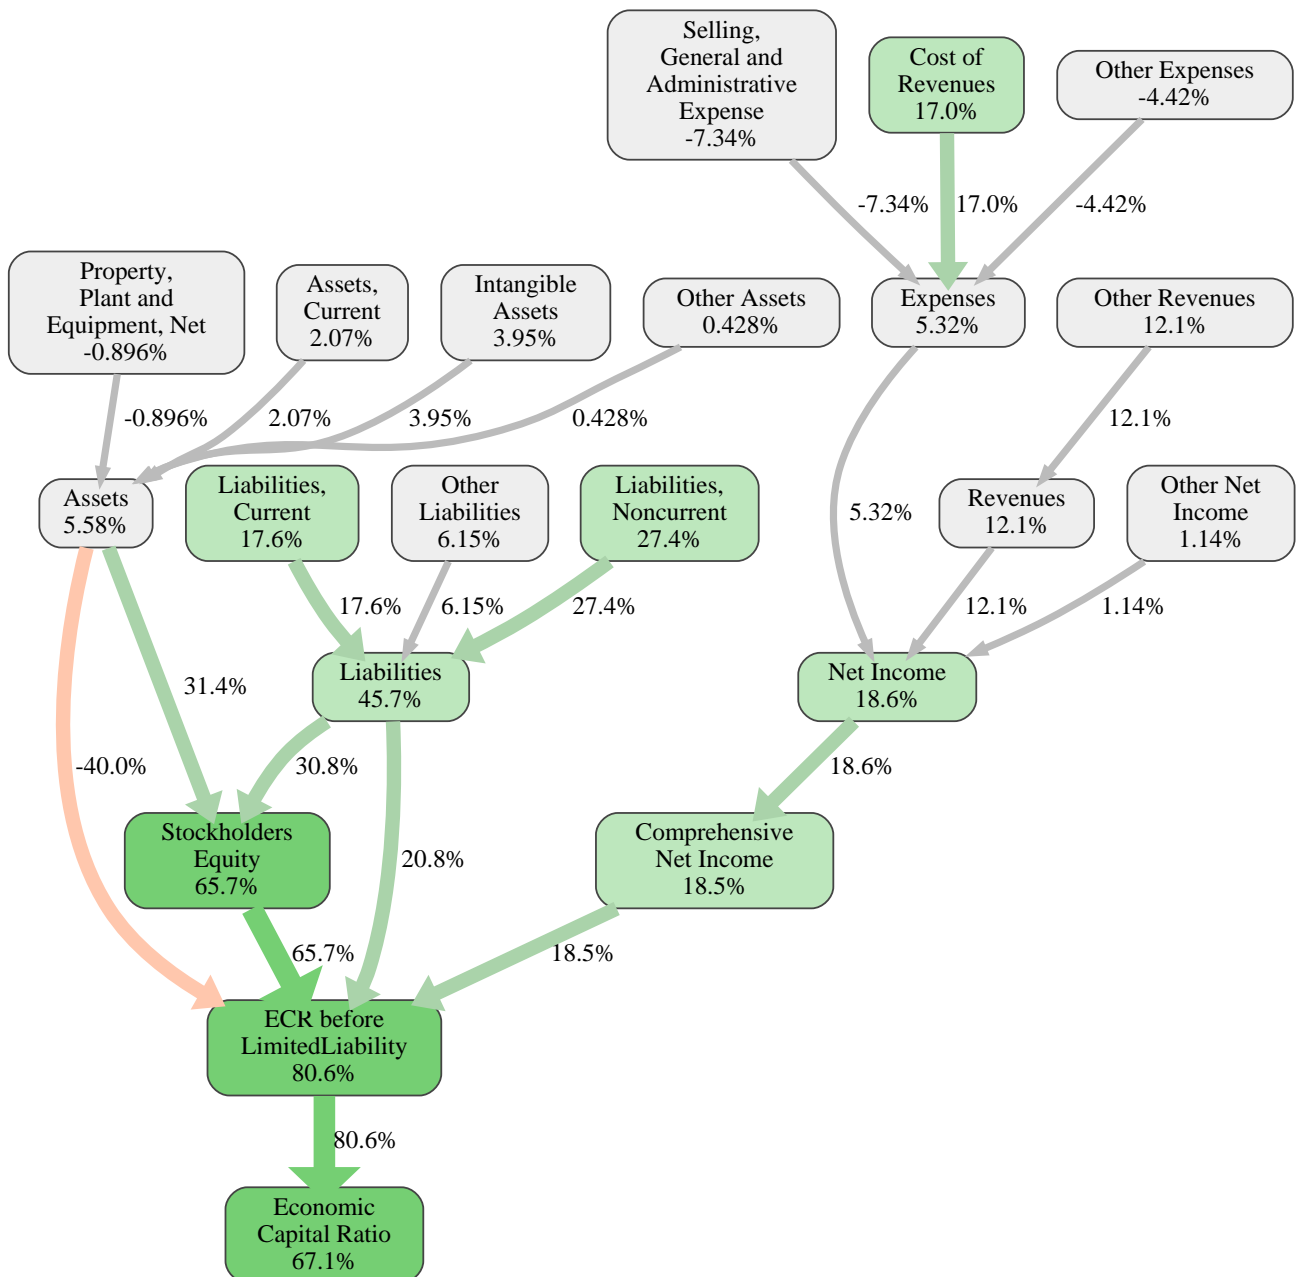 Selling,
General and
Administrative
Expense
-7.34%
Cost of
Revenues
17.0%
Other Expenses
-4.42%
-7.34%
17.0%
-4.42%
Property,
Plant and
Equipment, Net
-0.896%
Assets,
Current
2.07%
Intangible
Assets
3.95%
Other Assets
0.428%
Expenses
5.32%
Other Revenues
12.1%
-0.896%
2.07%
3.95%
0.428%
12.1%
Assets
5.58%
Liabilities,
Current
17.6%
Other
Liabilities
6.15%
Liabilities,
Noncurrent
27.4%
5.32%
Revenues
12.1%
Other Net
Income
1.14%
17.6%
6.15%
27.4%
12.1%
1.14%
31.4%
Liabilities
45.7%
Net Income
18.6%
-40.0%
30.8%
18.6%
Stockholders
Equity
65.7%
20.8%
Comprehensive
Net Income
18.5%
65.7%
18.5%
ECR before
LimitedLiability
80.6%
80.6%
Economic
Capital Ratio
67.1%